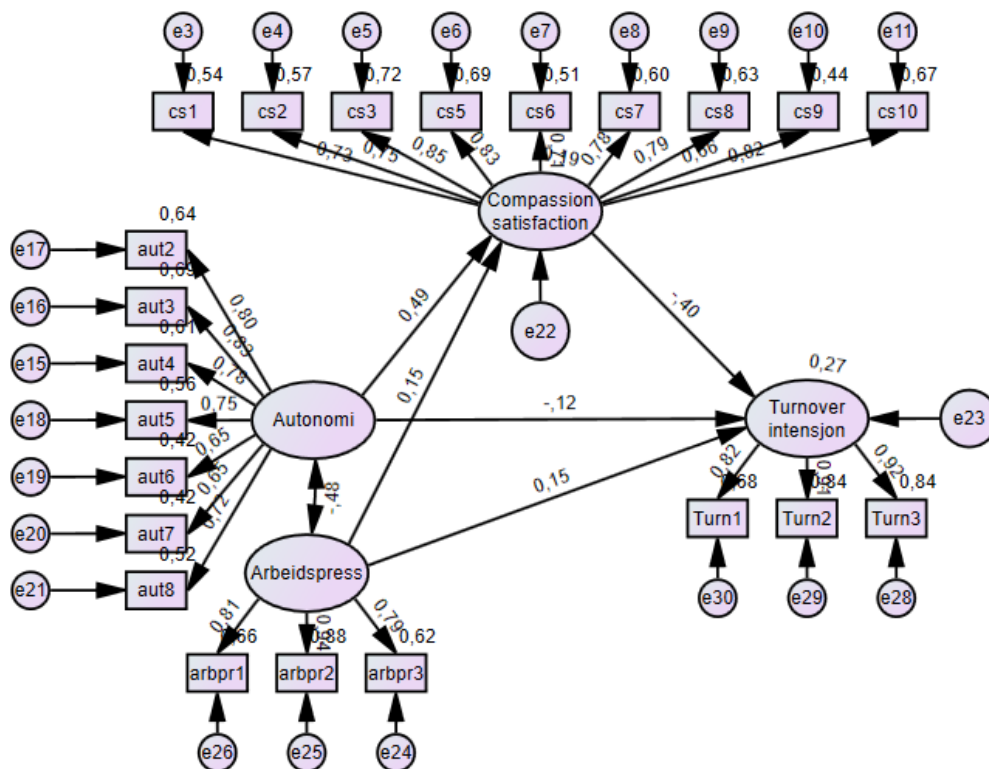 e3 e4 e5 e6 e7 e8 e9 e10 e11
0,54 0,57 0,72 0,69 0,51 0,60 0,63 0,44 0,67
cs1 cs2 cs3 cs5 cs6 cs7 cs8 cs9 cs10
0,73 0,75 0,85 0,83 0,78 0,79 0,66 0,82
Compassion
satisfaction
0,64
e17 aut2
0,69
e16 aut3
0,61
e15 aut4
0,56
e18 aut5
0,42
e19 aut6
0,42
e20 aut7
0,52
e21 aut8
0,80
0,83
0,78
0,75
0,65
0,65
0,72
0,49
0,15
e22
-,40
0,27
Autonomi
-,12
Turnover
intensjon
e23
-,48
0,15
0,82 0,92
0,68 0,84 0,84
Turn1 Turn2 Turn3
e30 e29 e28
Arbeidspress
0,81 0,94 0,79
0,66 0,88 0,62
arbpr1 arbpr2 arbpr3
e26 e25 e24